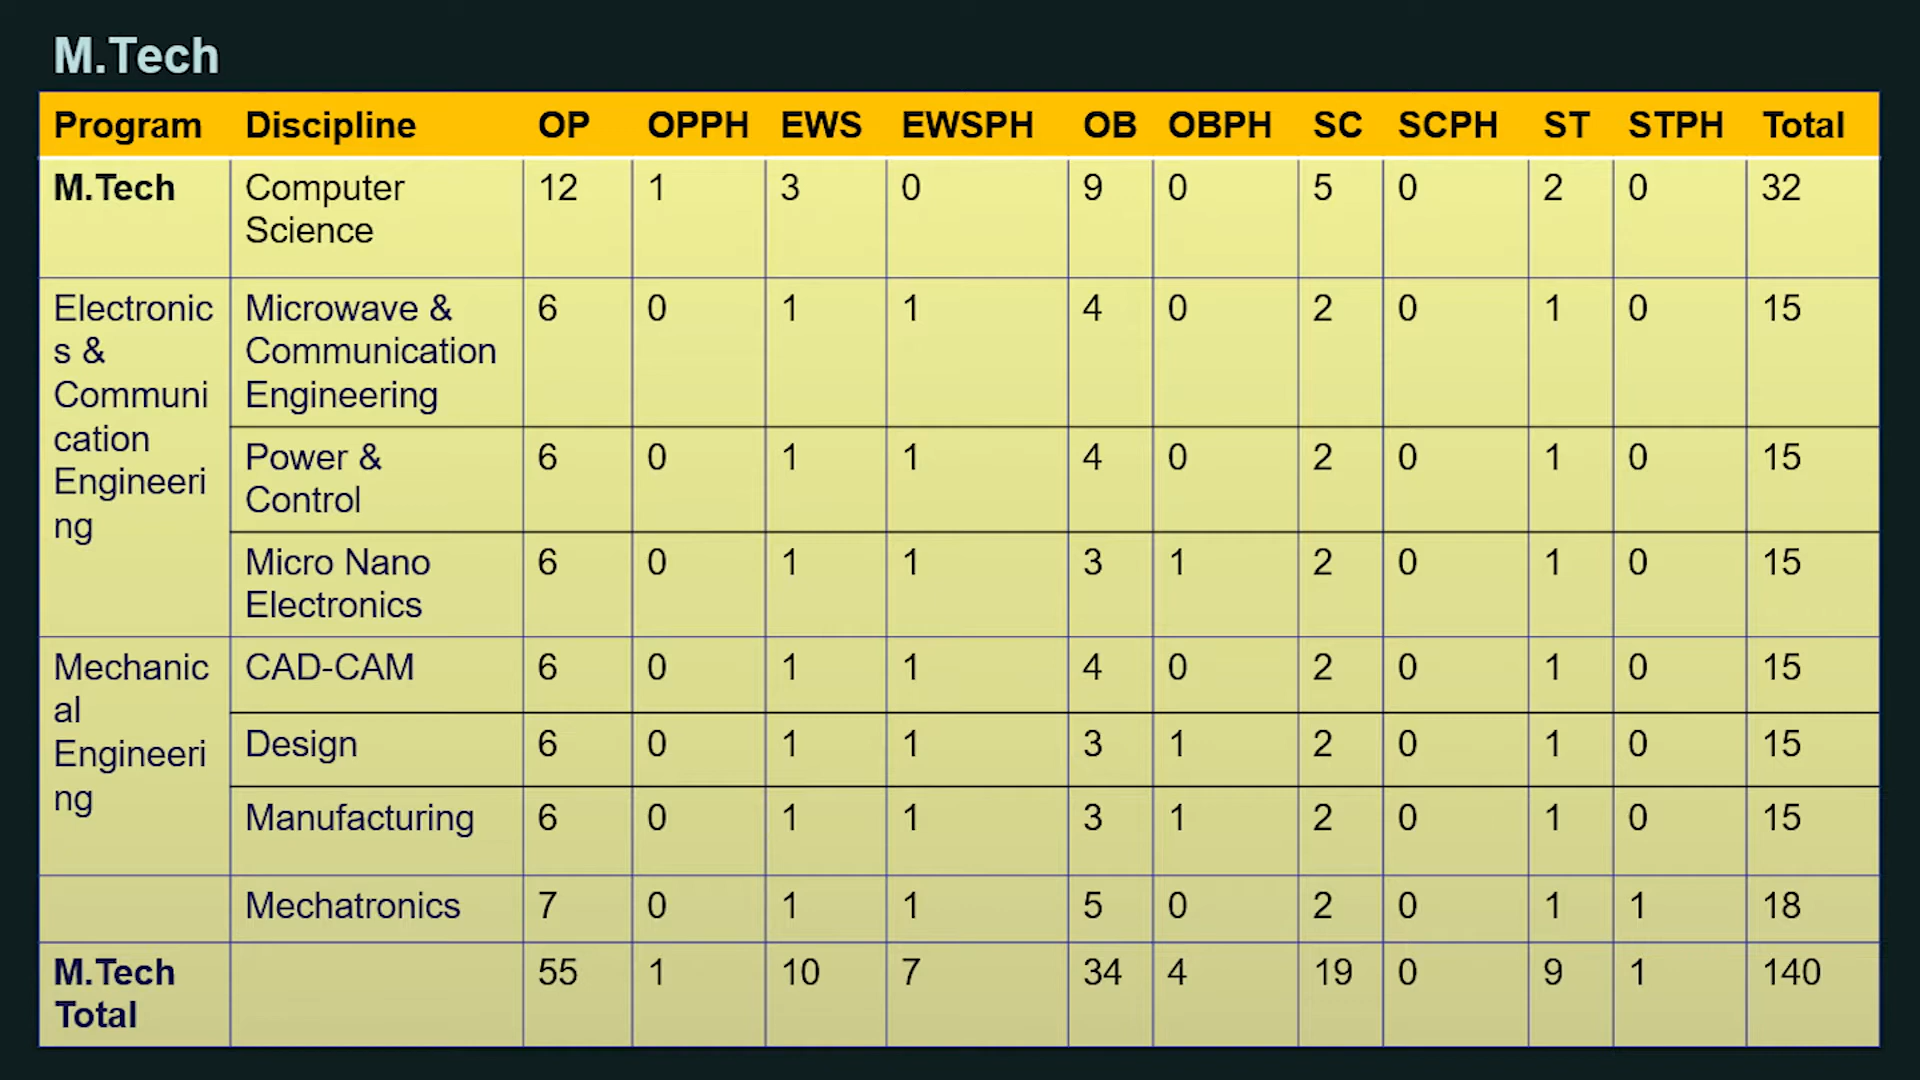 M.Tech
Program Discipline OP OPPH EWS EWSPH OB OBPH SC SCPH ST STPH Total
M.Tech Computer 12 1 3 0 9 0 5 0 2 0 32
Science
Electronic Microwave & 6 0 1 1 4 0 2 0 1 0 15
s & Communication
Communi Engineering
cation Power & 6 0 1 1 4 0 2 0 1 0 15
Engineeri Control
ng Micro Nano 6 0 1 1 3 1 2 0 1 0 15
Electronics
Mechanic CAD-CAM 6 0 1 1 4 0 2 0 1 0 15
al
Engineeri Design 6 0 1 1 3 1 2 0 1 0 15
ng Manufacturing 6 0 1 1 3 1 2 0 1 0 15
Mechatronics 7 0 1 1 5 0 2 0 1 1 18
M.Tech 55 1 10 7 34 4 19 0 9 1 140
Total